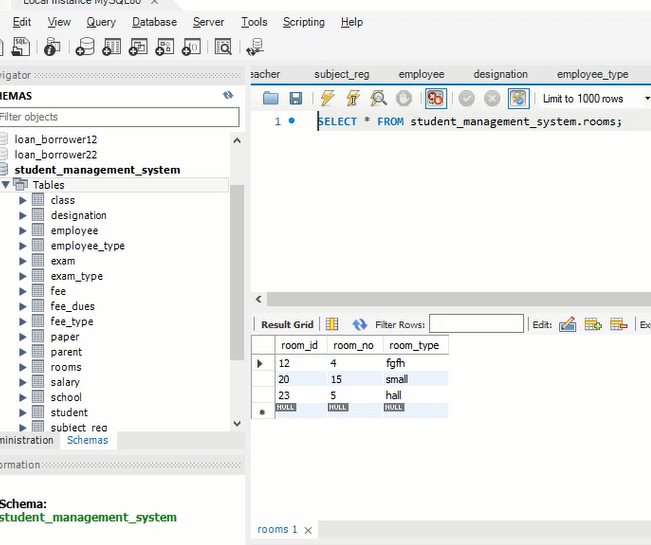 Local instance MySQL80
Edit View Query Database Server Tools Scripting Help
SQL
SCHEMAS
Filter objects
loan_borrower12
loan_borrower22
student_management_system
Tables
class
designation
employee
employee_type
exam
exam_type
fee
fee_dues
fee_type
paper
parent
rooms
salary
school
student
subject_reg
ministration Schemas
ormation
Schema:
student_management_system
eacher subject_reg employee designation employee_type
Limit to 1000 rows
1 SELECT * FROM student_management_system.rooms;
Result Grid Filter Rows: Edit: Ex
room_id room_no room_type
12 4 fgfh
20 15 small
23 5 hall
NULL NULL NULL
rooms 1